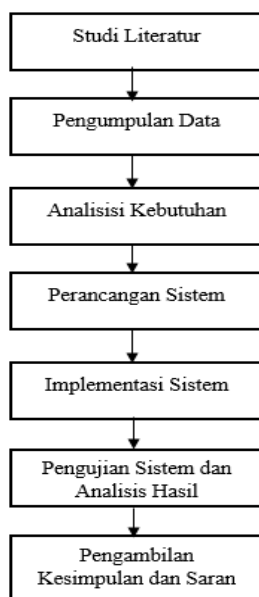 Studi Literatur
Pengumpulan Data
Analisisi Kebutuhan
Perancangan Sistem
Implementasi Sistem
Pengujian Sistem dan
Analisis Hasil
Pengambilan
Kesimpulan dan Saran